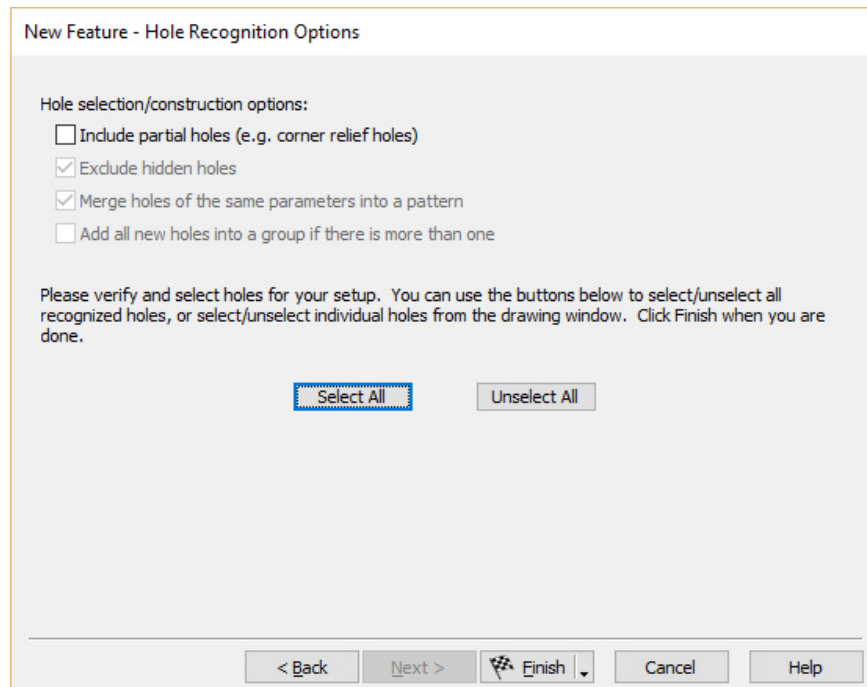 New Feature - Hole Recognition Options
Hole selection/construction options:
Include partial holes (e.g. corner relief holes)
Exclude hidden holes
Merge holes of the same parameters into a pattern
Add all new holes into a group if there is more than one
Please verify and select holes for your setup. You can use the buttons below to select/unselect all
recognized holes, or select/unselect individual holes from the drawing window. Click Finish when you are
done.
Select All Unselect All
< Back Next > Finish Cancel Help